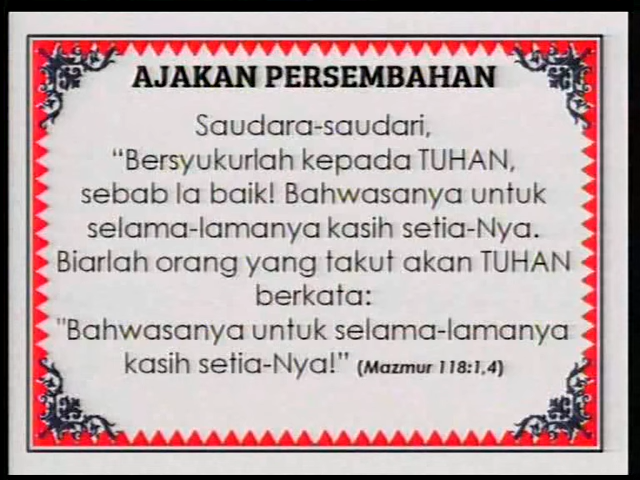 AJAKAN PERSEMBAHAN
Saudara-saudari,
“Bersyukurlah kepada TUHAN,
sebab Ia baik! Bahwasanya untuk
selama-lamanya kasih setia-Nya.
Biarlah orang yang takut akan TUHAN
berkata:
"Bahwasanya untuk selama-lamanya
kasih setia-Nya!” (Mazmur 118:1,4)